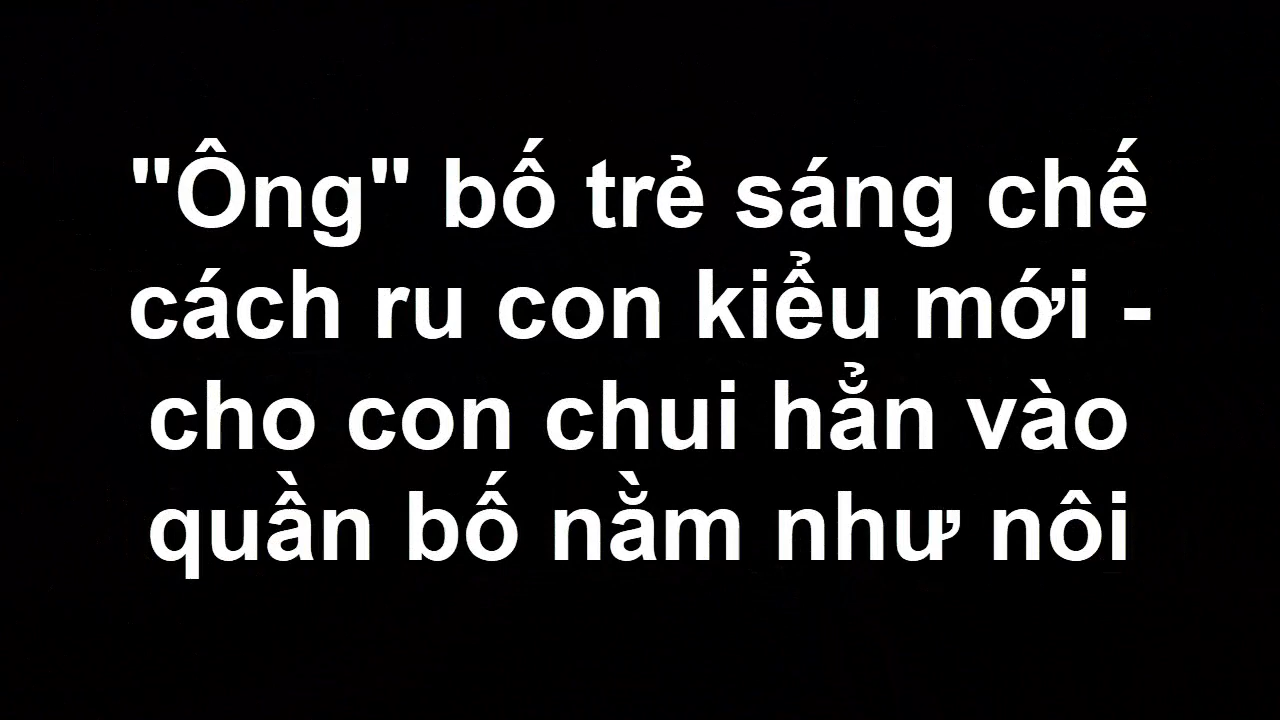 "Ông" bố trẻ sáng chế
cách ru con kiểu mới -
cho con chui hẳn vào
quần bố nằm như nôi